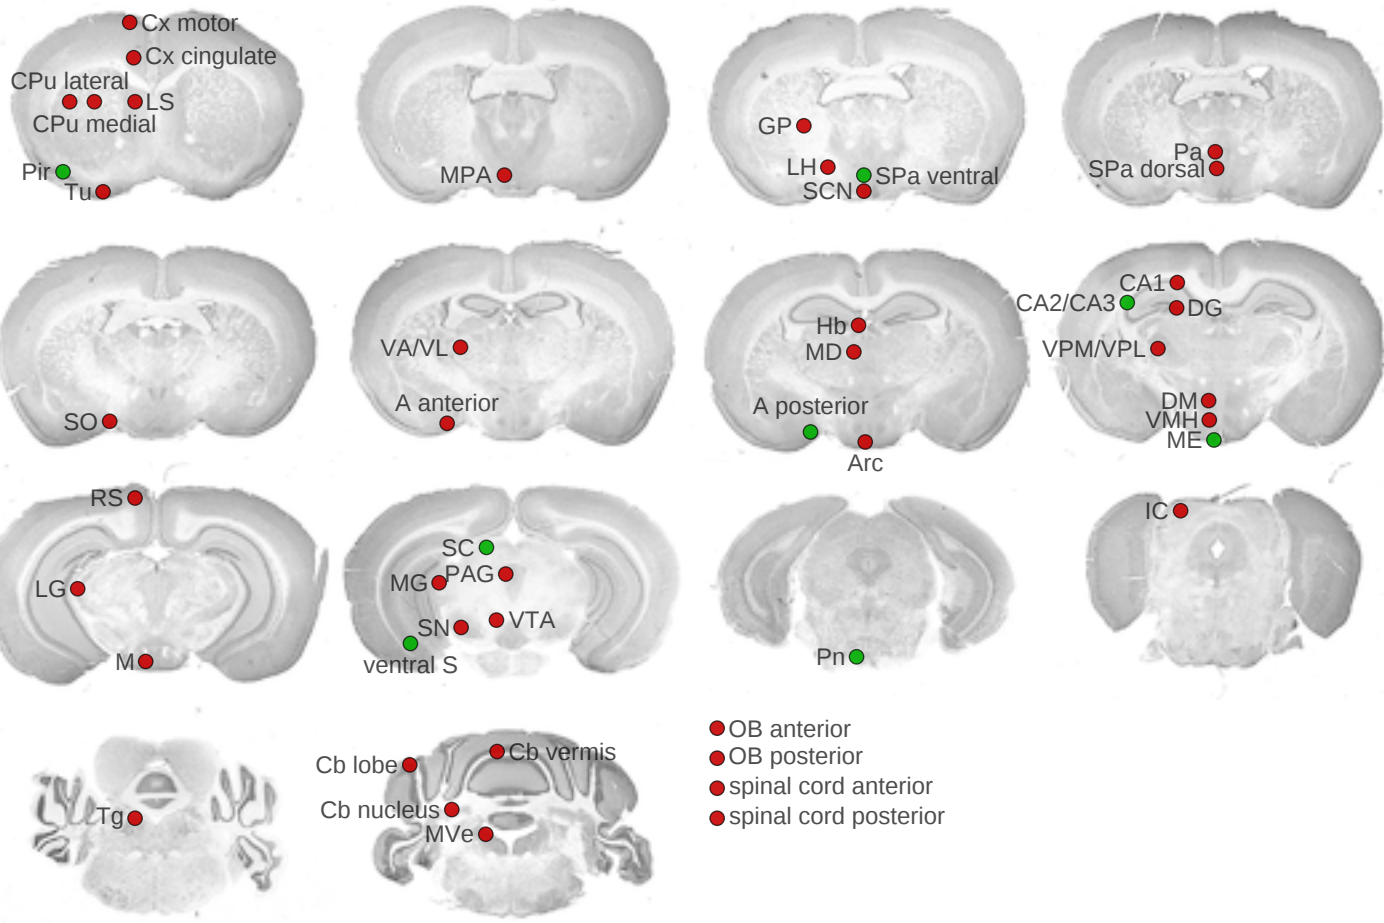 Cx motor
Cx cingulate
CPu lateral
LS
CPu medial
Pir
Tu
MPA
GP
LH
SPa ventral
SCN
Pa
SPa dorsal
SO
VA/VL
A anterior
Hb
MD
A posterior
Arc
CA1
CA2/CA3
DG
VPM/VPL
DM
VMH
ME
RS
LG
M
SC
MG
PAG
SN
VTA
ventral S
Pn
IC
Tg
Cb vermis
Cb lobe
Cb nucleus
MVe
OB anterior
OB posterior
spinal cord anterior
spinal cord posterior